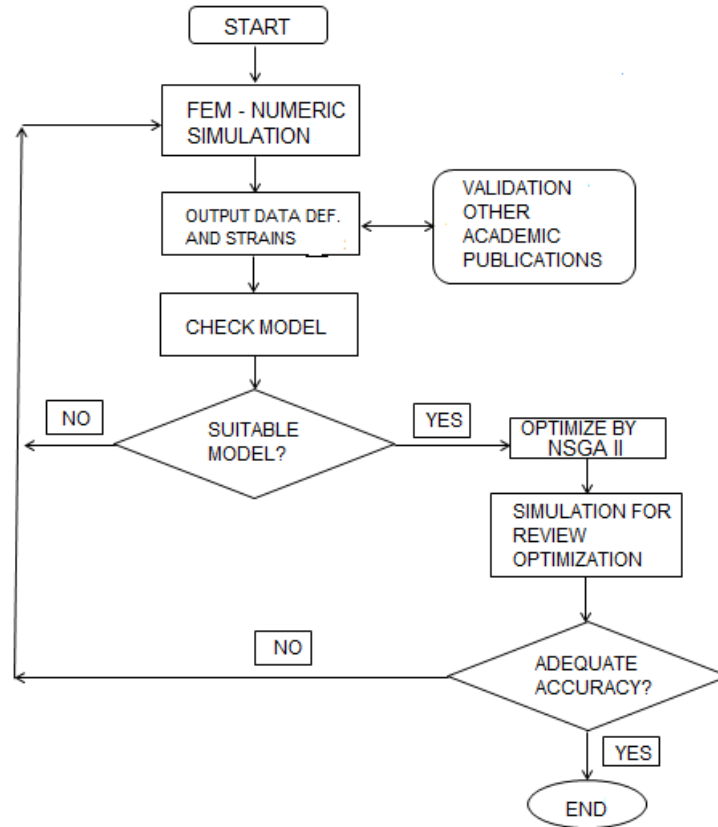 START
FEM - NUMERIC
SIMULATION
OUTPUT DATA DEF.
AND STRAINS
VALIDATION
OTHER
ACADEMIC
PUBLICATIONS
CHECK MODEL
NO
SUITABLE
MODEL?
YES
OPTIMIZE BY
NSGA II
SIMULATION FOR
REVIEW
OPTIMIZATION
NO
ADEQUATE
ACCURACY?
YES
END